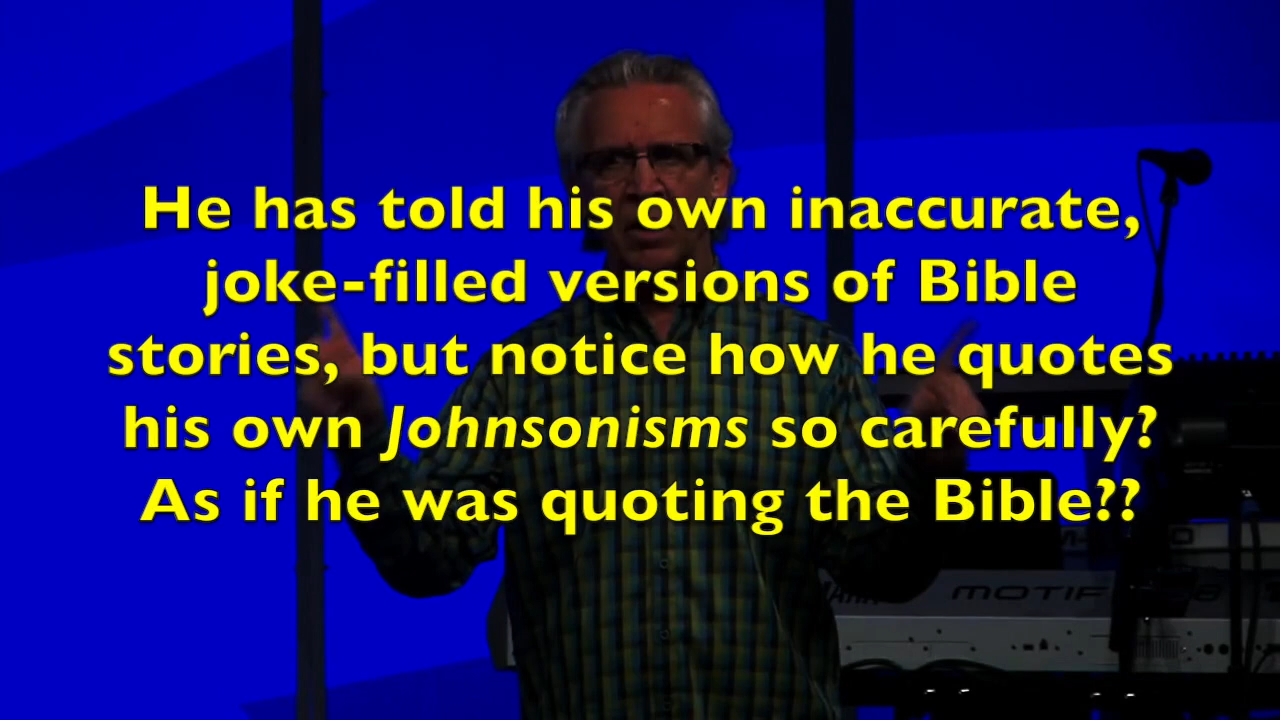 He has told his own inaccurate,
joke-filled versions of Bible
stories, but notice how he quotes
his own Johnsonisms so carefully?
As if he was quoting the Bible??
MOTIF